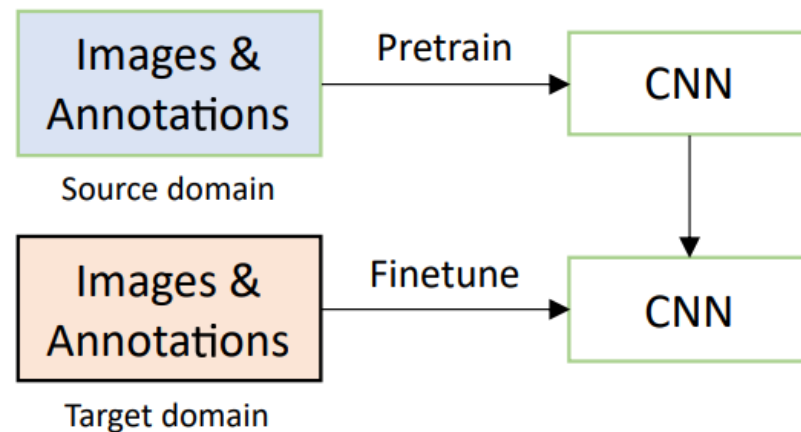 Images &
Annotations
Pretrain
CNN
Source domain
Images &
Annotations
Finetune
CNN
Target domain